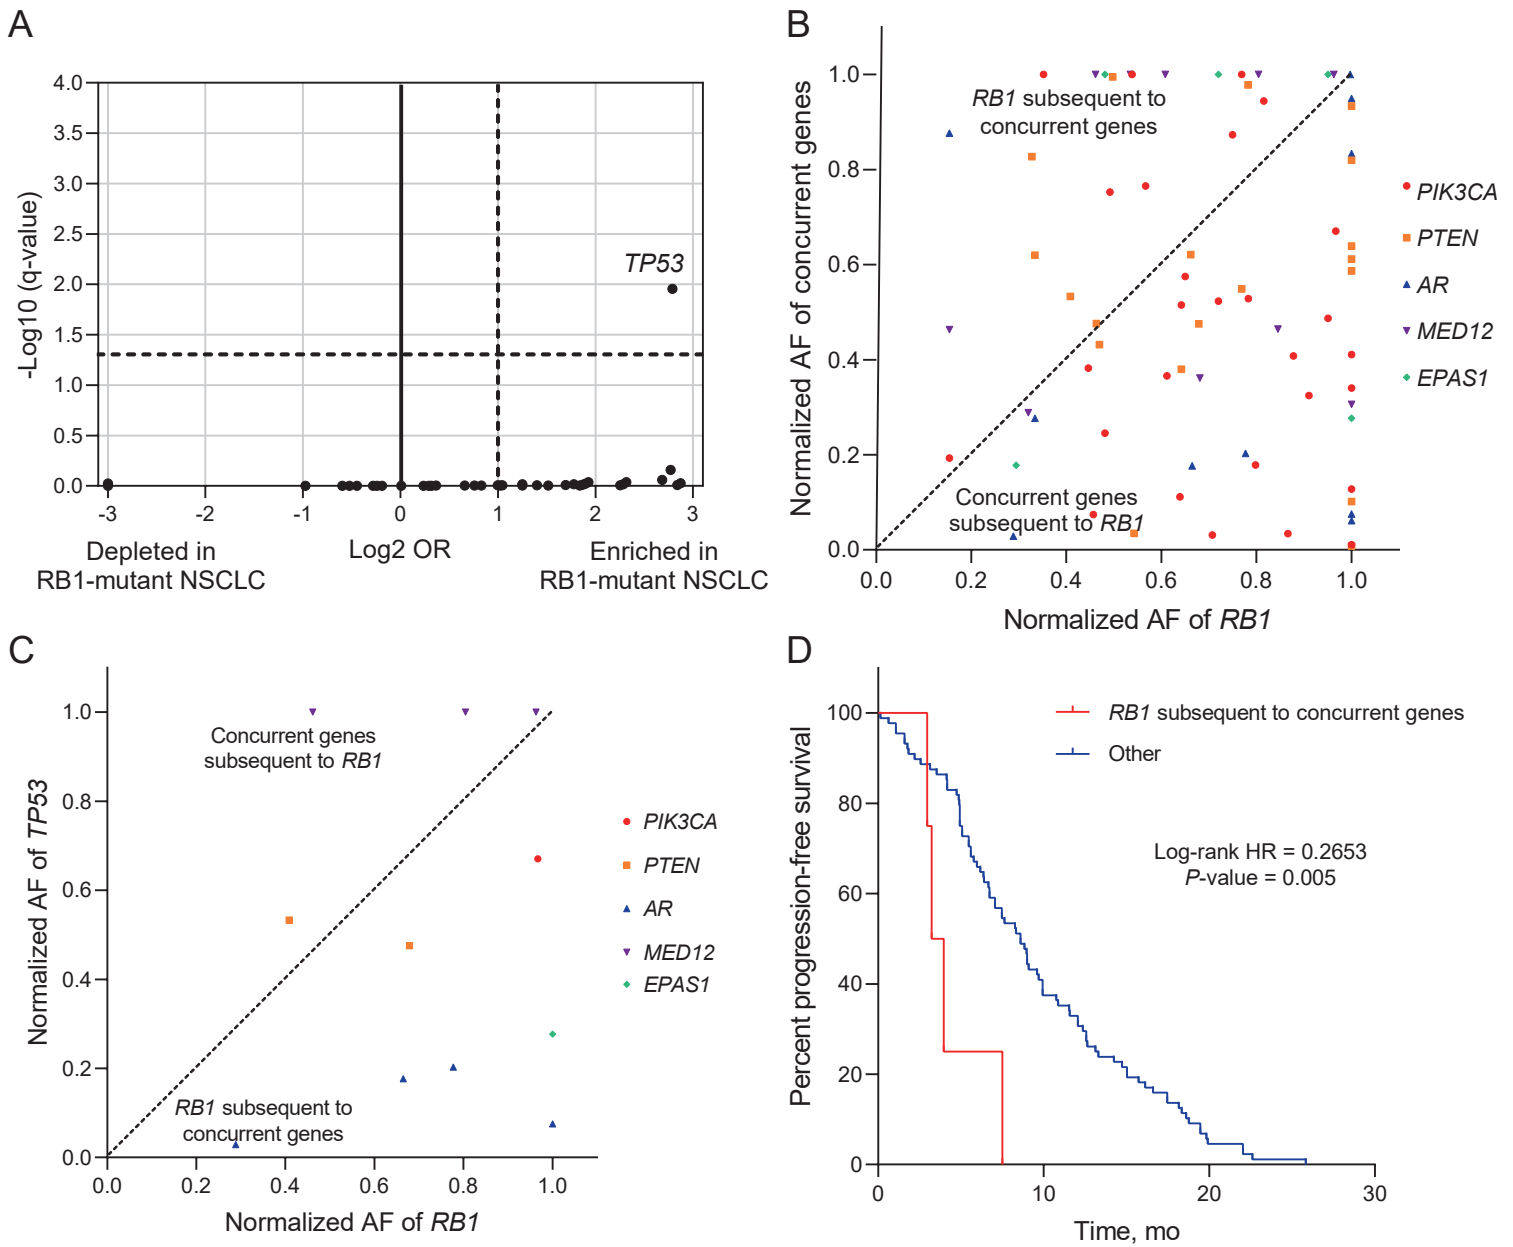 A
4.0
3.5
3.0
2.5
2.0
1.5
1.0
0.5
0.0
-Log10 (q-value)
TP53
-3
-2
-1
0
1
2
3
Depleted in
RB1-mutant NSCLC
Log2 OR
Enriched in
RB1-mutant NSCLC
B
1.0
0.8
0.6
0.4
0.2
0.0
Normalized AF of concurrent genes
RB1 subsequent to
concurrent genes
Concurrent genes
subsequent to RB1
0.0
0.2
0.4
0.6
0.8
1.0
Normalized AF of RB1
PIK3CA
PTEN
AR
MED12
EPAS1
C
1.0
0.8
0.6
0.4
0.2
0.0
Normalized AF of TP53
Concurrent genes
subsequent to RB1
RB1 subsequent to
concurrent genes
0.0
0.2
0.4
0.6
0.8
1.0
Normalized AF of RB1
PIK3CA
PTEN
AR
MED12
EPAS1
D
100
80
60
40
20
0
Percent progression-free survival
RB1 subsequent to concurrent genes
Other
Log-rank HR = 0.2653
P-value = 0.005
0
10
20
30
Time, mo